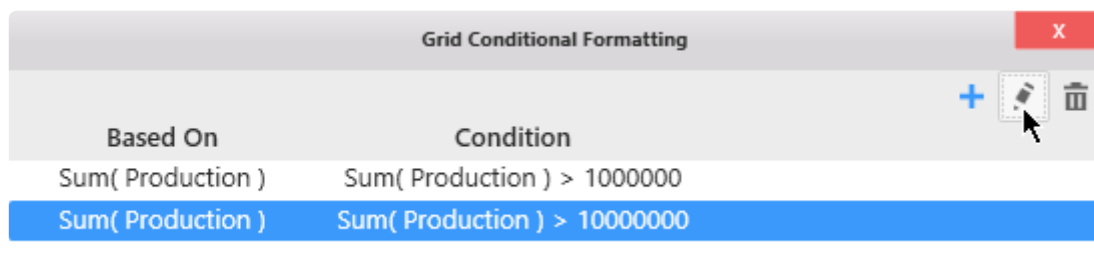 Grid Conditional Formatting
X
Based On Condition
Sum( Production ) Sum( Production ) > 1000000
Sum( Production ) Sum( Production ) > 10000000